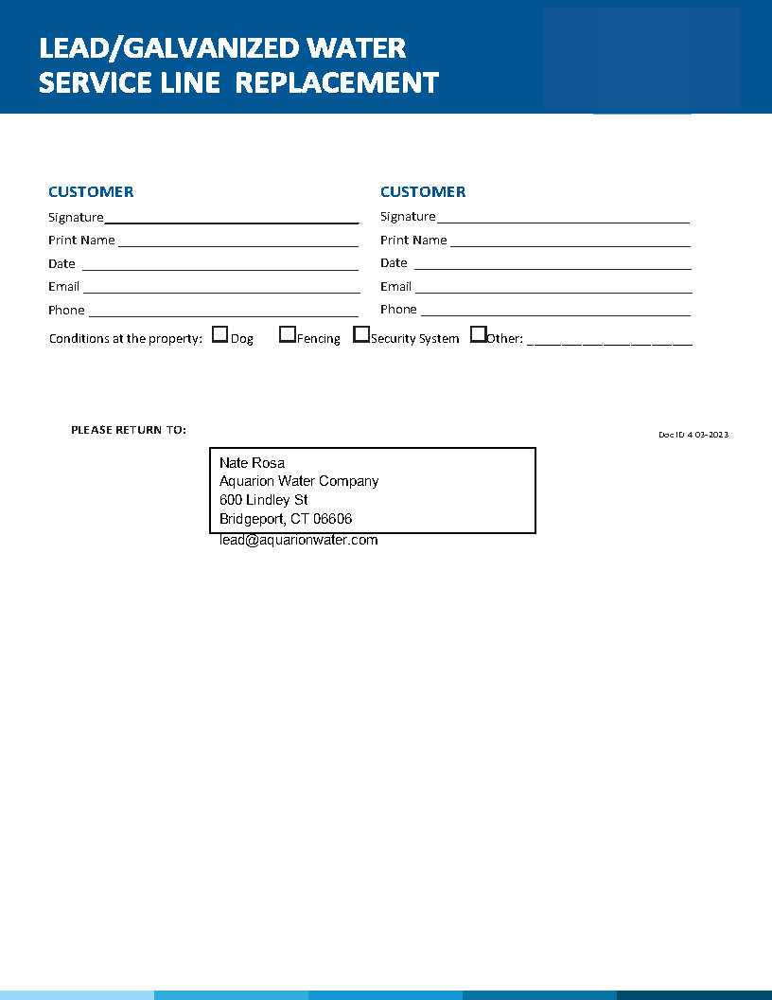 LEAD/GALVANIZED WATER
SERVICE LINE REPLACEMENT
CUSTOMER
Signature
Print Name
Date
Email
Phone
CUSTOMER
Signature
Print Name
Date
Email
Phone
Conditions at the property: Dog Fencing Security System Other:
PLEASE RETURN TO:
Doc ID 4 03-2023
Nate Rosa
Aquarion Water Company
600 Lindley St
Bridgeport, CT 06606
lead@aquarionwater.com